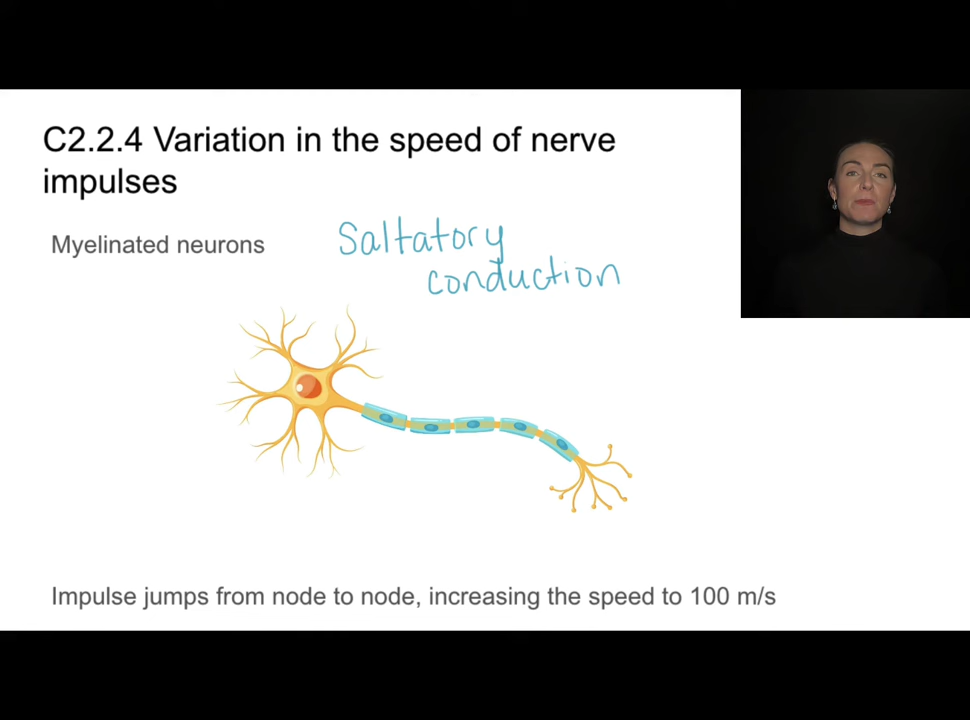 C2.2.4 Variation in the speed of nerve
impulses
Myelinated neurons
Saltatory
conduction
Impulse jumps from node to node, increasing the speed to 100 m/s